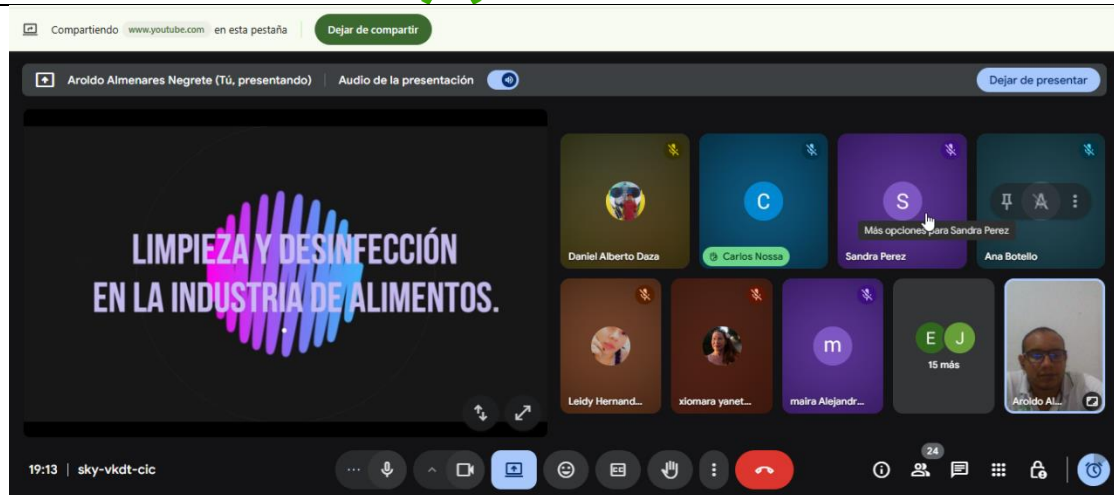 Compartiendo www.youtube.com en esta pestaña Dejar de compartir
Aroldo Almenares Negrete (Tú, presentando) Audio de la presentación Dejar de presentar
LIMPIEZA Y DESINFECCIÓN
EN LA INDUSTRIA DE ALIMENTOS.
Daniel Alberto Daza
C
Carlos Nossa
S
Más opciones para Sandra Perez
Sandra Perez
A
Ana Botello
Leidy Hernand...
xiomara yanet...
m
maira Alejandr...
E J
15 más
Aroldo Al...
19:13 | sky-vkdt-cic
CC
24